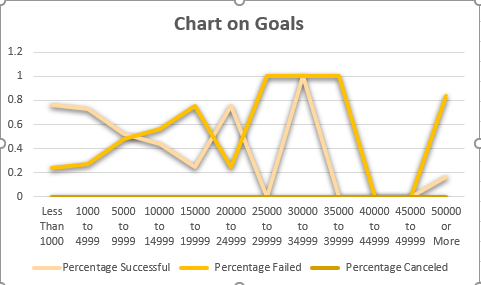 Chart on Goals
1.2
1
0.8
0.6
0.4
0.2
0
Less Than 1000
1000 to 4999
5000 to 9999
10000 to 14999
15000 to 19999
20000 to 24999
25000 to 29999
30000 to 34999
35000 to 39999
40000 to 44999
45000 to 49999
50000 or More
Percentage Successful
Percentage Failed
Percentage Canceled